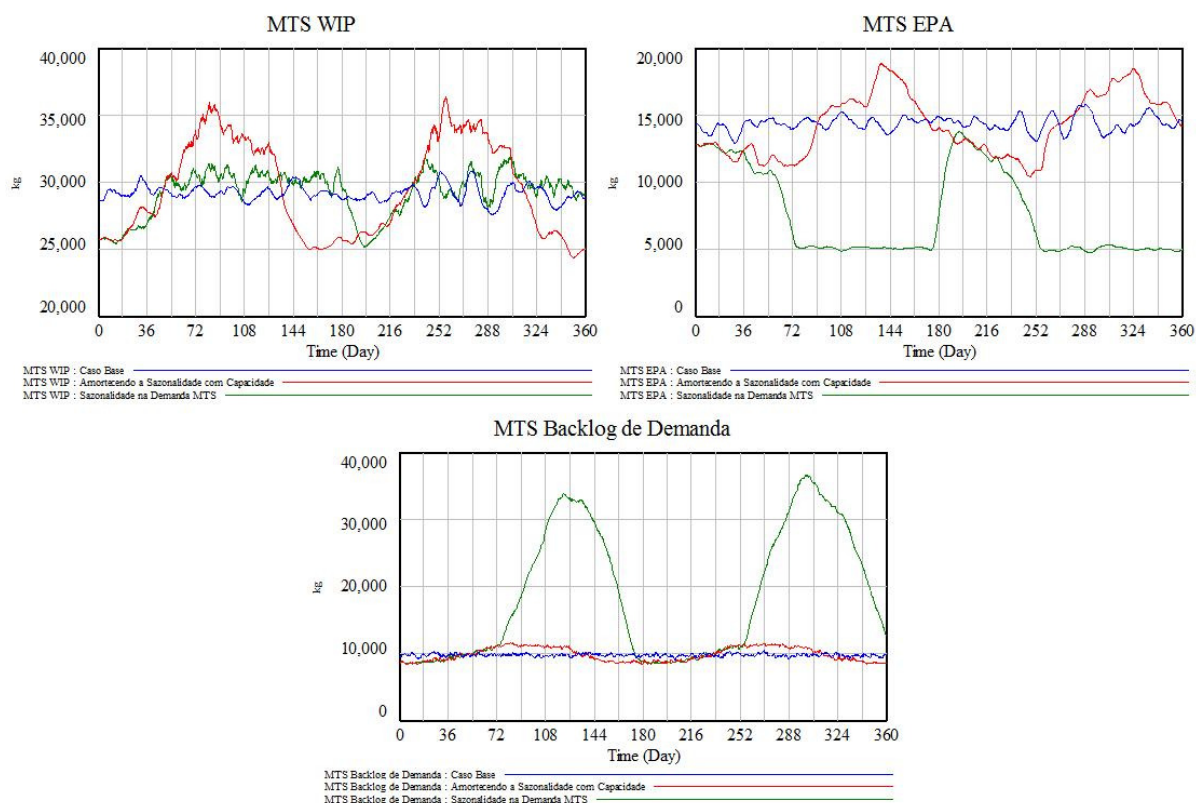 MTS WIP
40,000
35,000
30,000
25,000
20,000
kg
0 36 72 108 144 180 216 252 288 324 360
Time (Day)
MTS WIP : Caso Base
MTS WIP : Amortecendo a Sazonalidade com Capacidade
MTS WIP : Sazonalidade na Demanda MTS
MTS EPA
20,000
15,000
10,000
5,000
0
kg
0 36 72 108 144 180 216 252 288 324 360
Time (Day)
MTS EPA : Caso Base
MTS EPA : Amortecendo a Sazonalidade com Capacidade
MTS EPA : Sazonalidade na Demanda MTS
MTS Backlog de Demanda
40,000
30,000
20,000
10,000
0
kg
0 36 72 108 144 180 216 252 288 324 360
Time (Day)
MTS Backlog de Demanda : Caso Base
MTS Backlog de Demanda : Amortecendo a Sazonalidade com Capacidade
MTS Backlog de Demanda : Sazonalidade na Demanda MTS